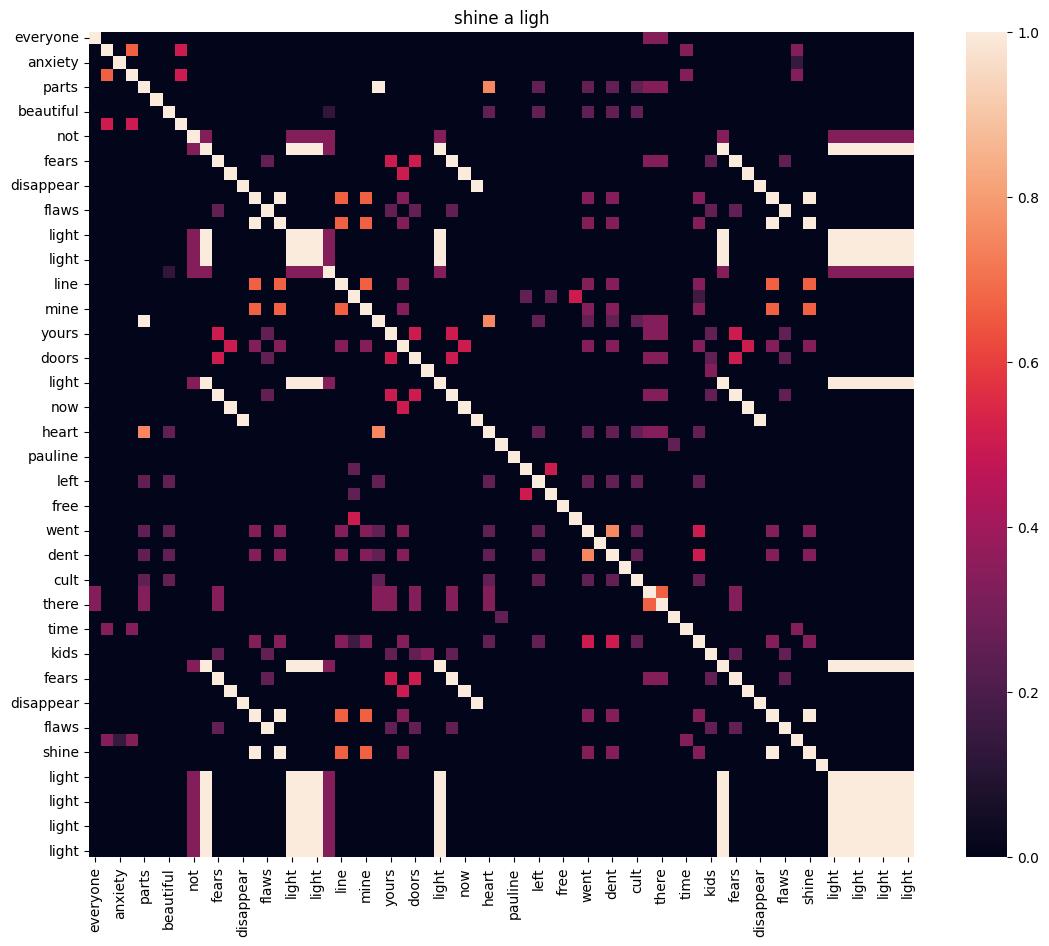 shine a ligh
everyone
anxiety
parts
beautiful
not
fears
disappear
flaws
light
light
line
mine
yours
doors
light
now
heart
pauline
left
free
went
dent
cult
there
time
kids
fears
disappear
flaws
shine
light
light
light
light
1.0
0.8
0.6
0.4
0.2
0.0
everyone
anxiety
parts
beautiful
not
fears
disappear
flaws
light
light
line
mine
yours
doors
light
now
heart
pauline
left
free
went
dent
cult
there
time
kids
fears
disappear
flaws
shine
light
light
light
light